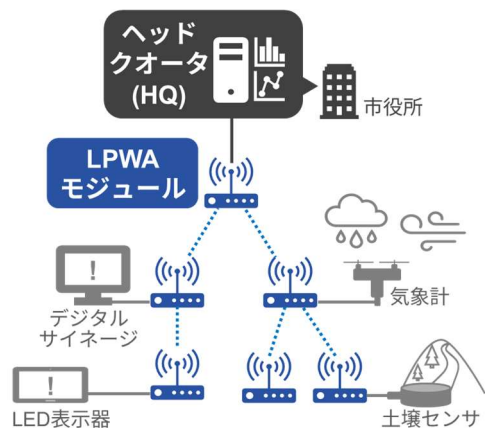 ヘッド
クオータ
(HQ)
市役所
LPWA
モジュール
!
デジタル
サイネージ
気象計
!
LED表示器
土壌センサ